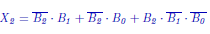 X₂ = B̅₂ · B₁ + B̅₂ · B₀ + B₂ · B̅₁ · B̅₀